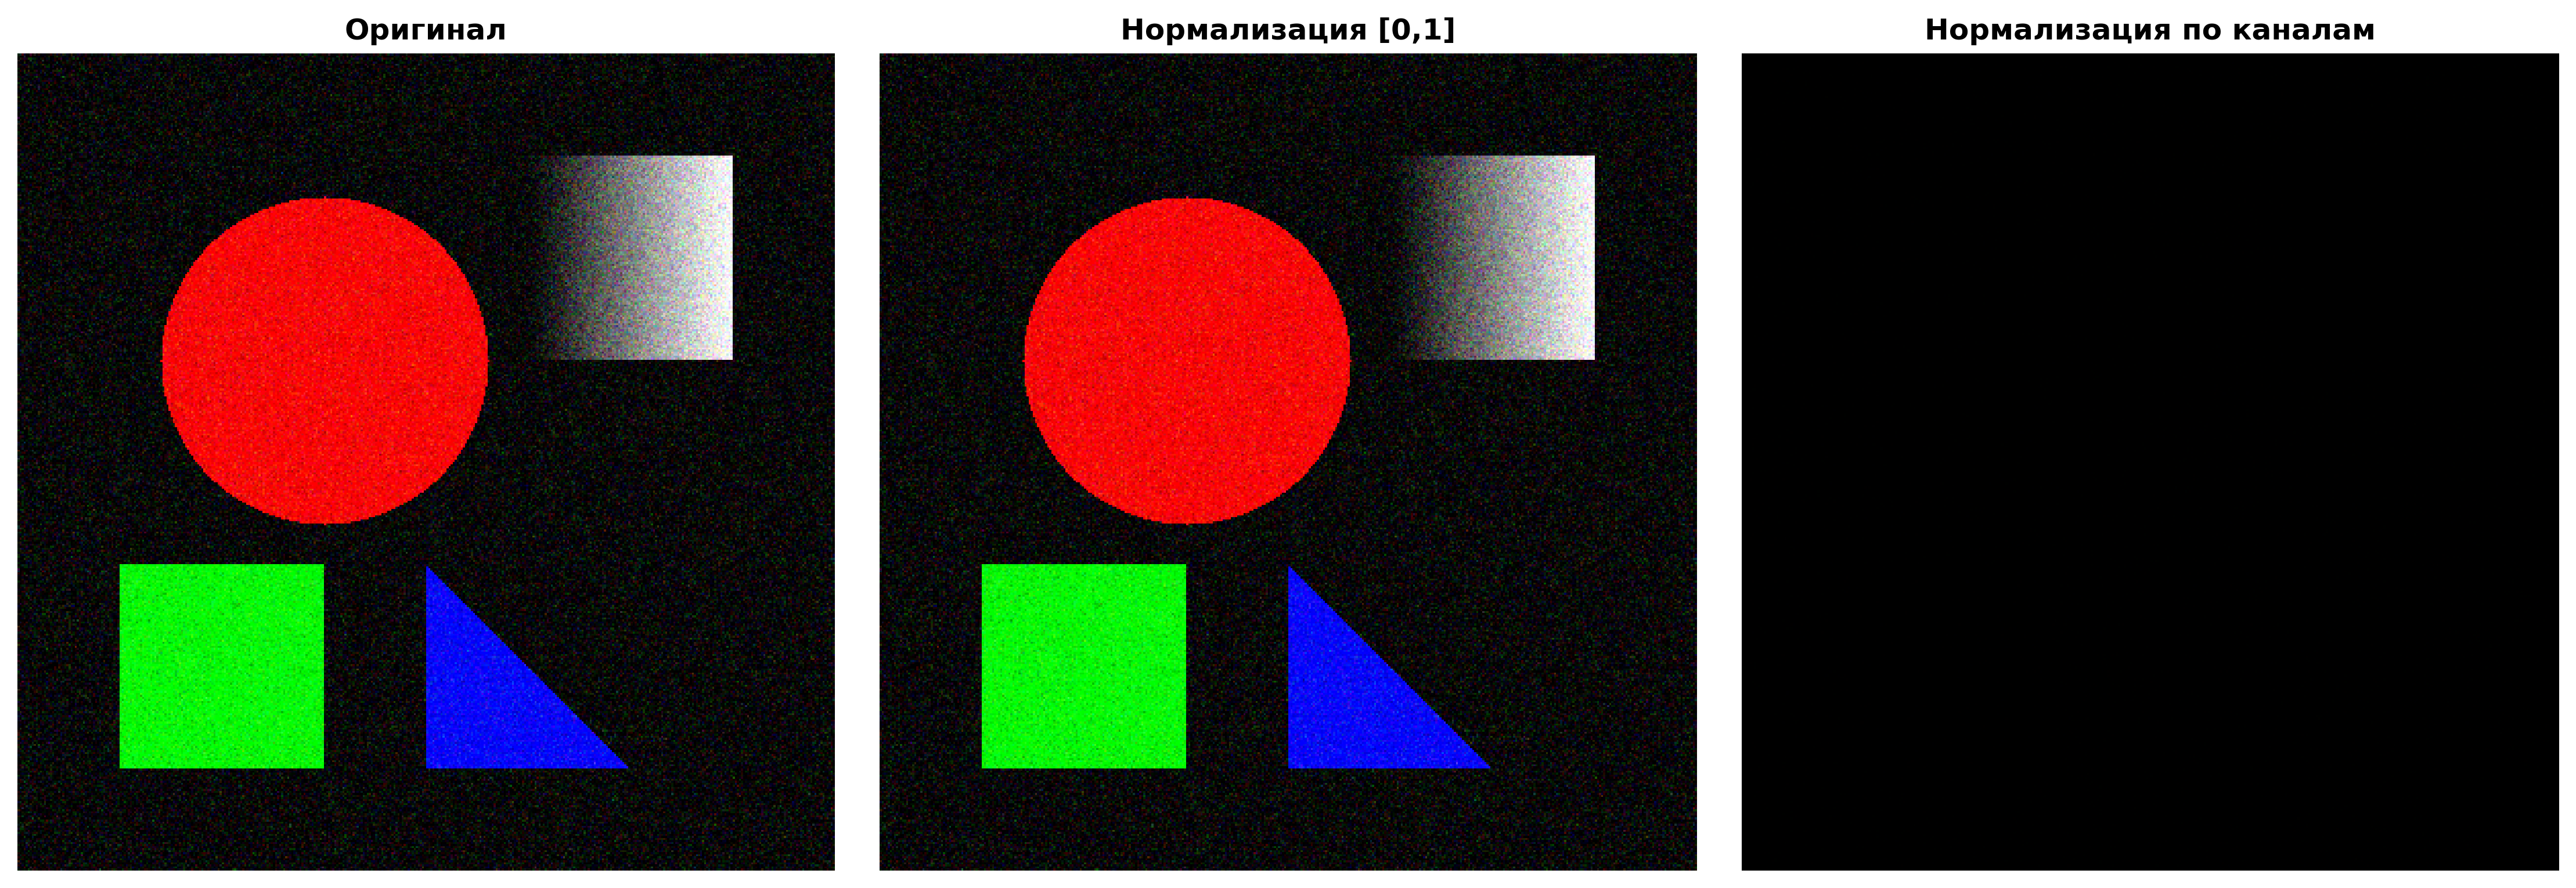 Оригинал
Нормализация [0,1]
Нормализация по каналам